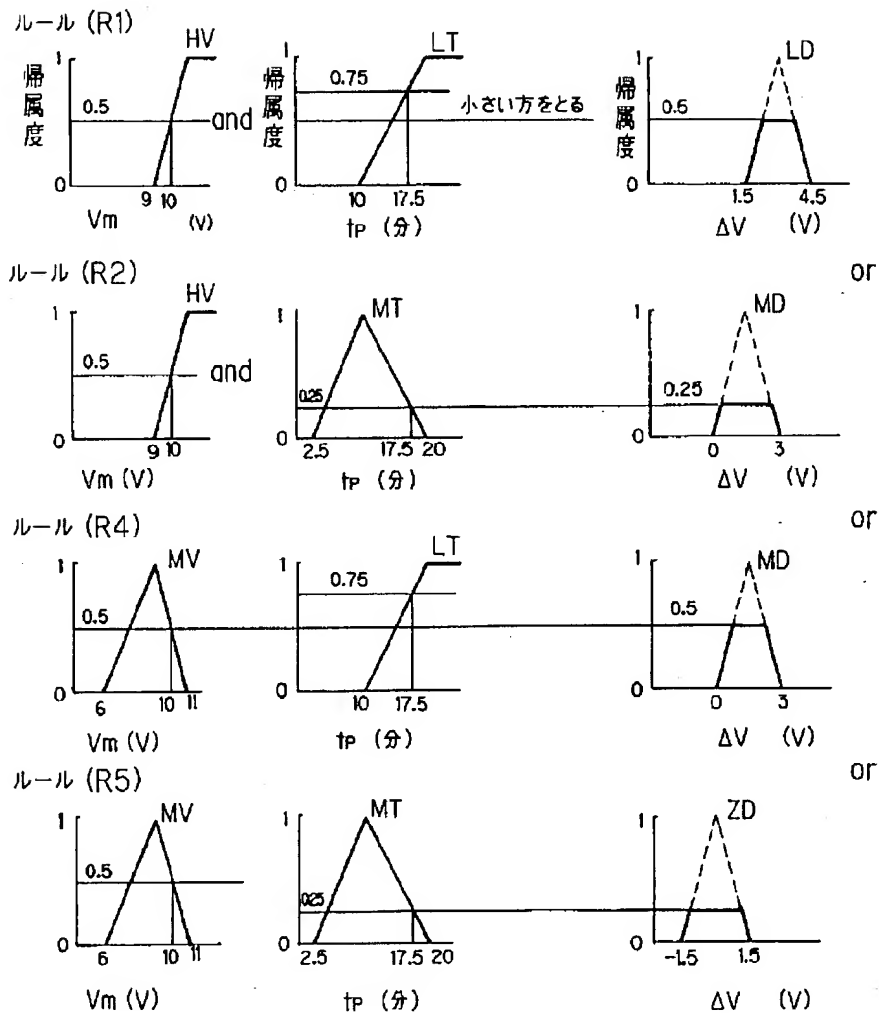 ルール (R1)
HV
LT
LD
帰属度
1
0.5
0
9 10
Vm (V)
and
帰属度
1
0.75
0
小さい方をとる
10 17.5
tP (分)
帰属度
1
0.5
0
1.5 4.5
ΔV (V)
ルール (R2)
or
HV
MT
MD
1
0.5
0
9 10
Vm (V)
and
1
0.25
0
2.5 17.5 20
tP (分)
1
0.25
0
0 3
ΔV (V)
ルール (R4)
or
MV
LT
MD
1
0.5
0
6 10 11
Vm (V)
1
0.75
0
10 17.5
tP (分)
1
0.5
0
0 3
ΔV (V)
ルール (R5)
or
MV
MT
ZD
1
0.5
0
6 10 11
Vm (V)
1
0.25
0
2.5 17.5 20
tP (分)
1
0
-1.5 1.5
ΔV (V)